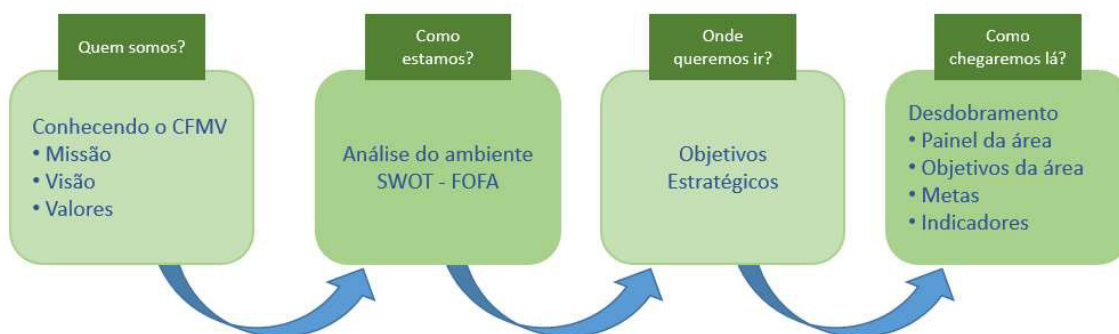 Quem somos?
Conhecendo o CFMV
• Missão
• Visão
• Valores
Como
estamos?
Análise do ambiente
SWOT - FOFA
Onde
queremos ir?
Objetivos
Estratégicos
Como
chegaremos lá?
Desdobramento
• Painel da área
• Objetivos da área
• Metas
• Indicadores